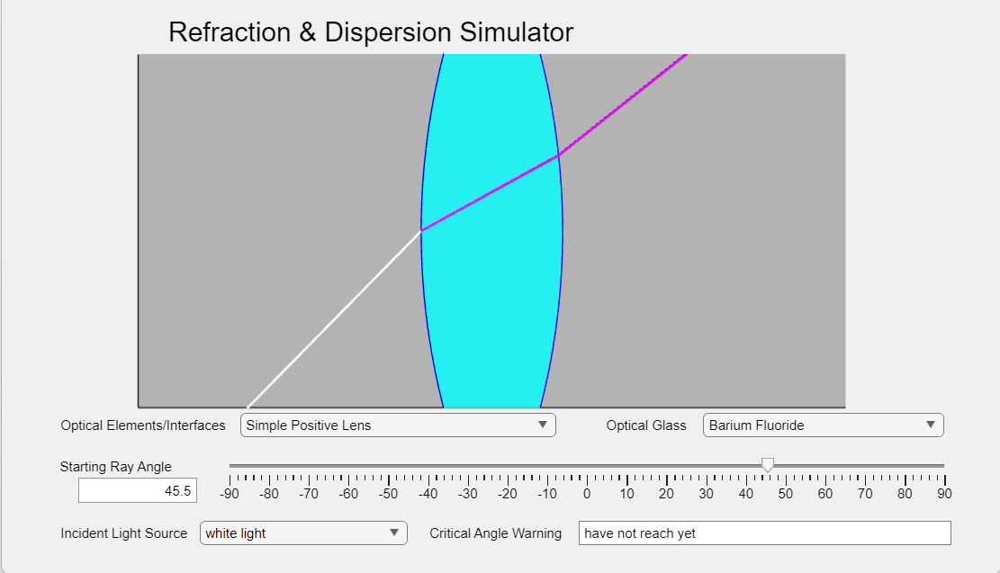 Refraction & Dispersion Simulator
Optical Elements/Interfaces Simple Positive Lens Optical Glass Barium Fluoride
Starting Ray Angle
45.5
-90 -80 -70 -60 -50 -40 -30 -20 -10 0 10 20 30 40 50 60 70 80 90
Incident Light Source white light Critical Angle Warning have not reach yet